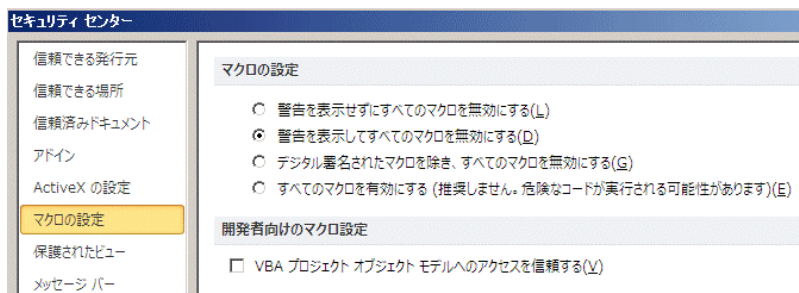 セキュリティ センター
信頼できる発行元
信頼できる場所
信頼済みドキュメント
アドイン
ActiveX の設定
マクロの設定
保護されたビュー
メッセージ バー
マクロの設定
警告を表示せずにすべてのマクロを無効にする(L)
警告を表示してすべてのマクロを無効にする(D)
デジタル署名されたマクロを除き、すべてのマクロを無効にする(G)
すべてのマクロを有効にする (推奨しません。危険なコードが実行される可能性があります)(E)
開発者向けのマクロ設定
VBA プロジェクト オブジェクト モデルへのアクセスを信頼する(V)